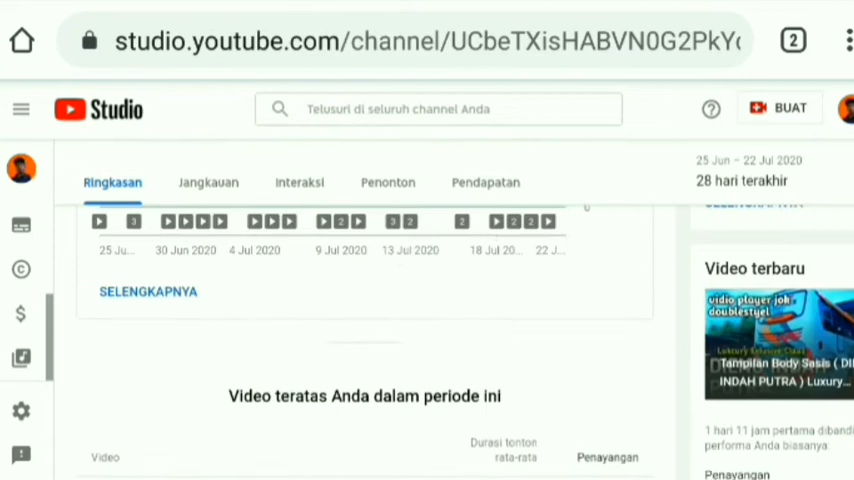 studio.youtube.com/channel/UCbeTXisHABVN0G2PkY
2
Studio
Telusuri di seluruh channel Anda
BUAT
25 Jun – 22 Jul 2020
28 hari terakhir
Ringkasan
Jangkauan
Interaksi
Penonton
Pendapatan
0
3
2
3 2
2
2 2
25 Ju...
30 Jun 2020
4 Jul 2020
9 Jul 2020
13 Jul 2020
18 Jul 20...
22 J...
SELENGKAPNYA
Video terbaru
vidio player jok
doublestyel
Tampilan Body Sasis ( DI
INDAH PUTRA ) Luxury...
Video teratas Anda dalam periode ini
1 hari 11 jam pertama dibandi
performa Anda biasanya:
Video
Durasi tonton
rata-rata
Penayangan
Penayangan